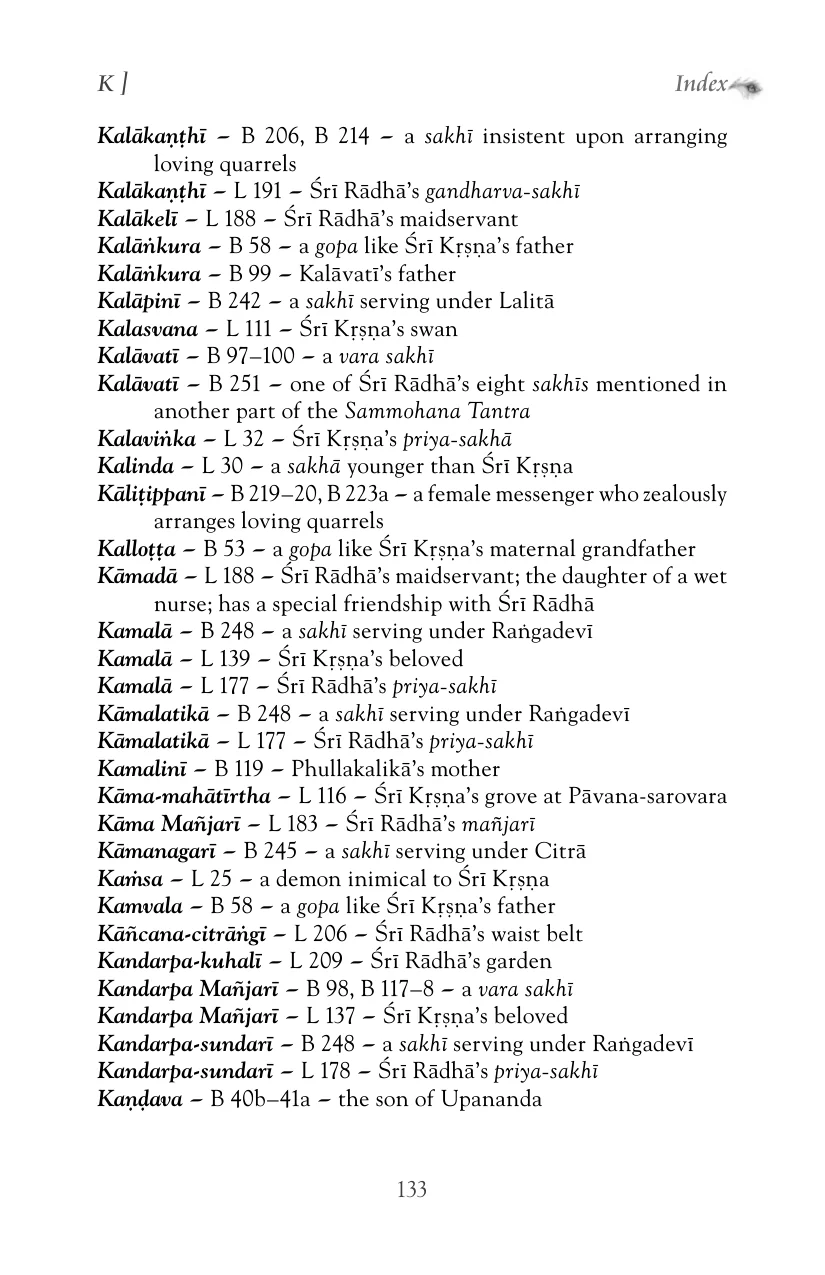 K ]
Index
Kalākaṇṭhī – B 206, B 214 – a sakhī insistent upon arranging
loving quarrels
Kalākaṇṭhī – L 191 – Śrī Rādhā’s gandharva-sakhī
Kalākelī – L 188 – Śrī Rādhā’s maidservant
Kalāṅkura – B 58 – a gopa like Śrī Kṛṣṇa’s father
Kalāṅkura – B 99 – Kalāvatī’s father
Kalāpinī – B 242 – a sakhī serving under Lalitā
Kalasvana – L 111 – Śrī Kṛṣṇa’s swan
Kalāvatī – B 97–100 – a vara sakhī
Kalāvatī – B 251 – one of Śrī Rādhā’s eight sakhīs mentioned in
another part of the Sammohana Tantra
Kalaviṅka – L 32 – Śrī Kṛṣṇa’s priya-sakhā
Kalinda – L 30 – a sakhā younger than Śrī Kṛṣṇa
Kāliṭippanī – B 219–20, B 223a – a female messenger who zealously
arranges loving quarrels
Kalloṭṭa – B 53 – a gopa like Śrī Kṛṣṇa’s maternal grandfather
Kāmadā – L 188 – Śrī Rādhā’s maidservant; the daughter of a wet
nurse; has a special friendship with Śrī Rādhā
Kamalā – B 248 – a sakhī serving under Raṅgadevī
Kamalā – L 139 – Śrī Kṛṣṇa’s beloved
Kamalā – L 177 – Śrī Rādhā’s priya-sakhī
Kāmalatikā – B 248 – a sakhī serving under Raṅgadevī
Kāmalatikā – L 177 – Śrī Rādhā’s priya-sakhī
Kamalinī – B 119 – Phullakalikā’s mother
Kāma-mahātīrtha – L 116 – Śrī Kṛṣṇa’s grove at Pāvana-sarovara
Kāma Mañjarī – L 183 – Śrī Rādhā’s mañjarī
Kāmanagarī – B 245 – a sakhī serving under Citrā
Kaṁsa – L 25 – a demon inimical to Śrī Kṛṣṇa
Kamvala – B 58 – a gopa like Śrī Kṛṣṇa’s father
Kāñcana-citrāṅgī – L 206 – Śrī Rādhā’s waist belt
Kandarpa-kuhalī – L 209 – Śrī Rādhā’s garden
Kandarpa Mañjarī – B 98, B 117–8 – a vara sakhī
Kandarpa Mañjarī – L 137 – Śrī Kṛṣṇa’s beloved
Kandarpa-sundarī – B 248 – a sakhī serving under Raṅgadevī
Kandarpa-sundarī – L 178 – Śrī Rādhā’s priya-sakhī
Kaṇḍava – B 40b–41a – the son of Upananda
133